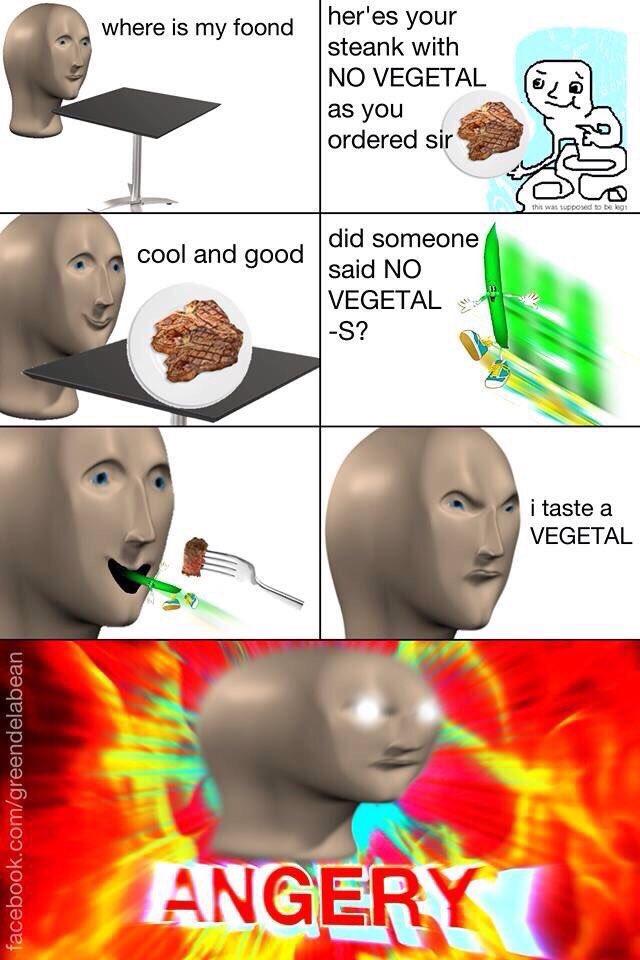 where is my foond
her'es your
steank with
NO VEGETAL
as you
ordered sir
this was supposed to be legs
cool and good
did someone
said NO
VEGETAL
-S?
i taste a
VEGETAL
ANGERY
facebook.com/greendelabean